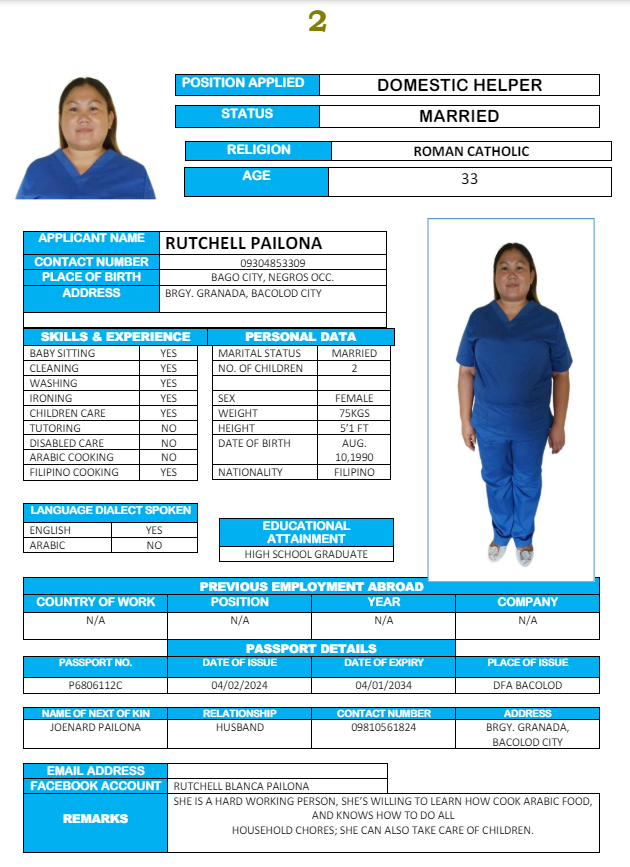 2
POSITION APPLIED DOMESTIC HELPER
STATUS MARRIED
RELIGION ROMAN CATHOLIC
AGE 33
APPLICANT NAME RUTCHELL PAILONA
CONTACT NUMBER 09304853309
PLACE OF BIRTH BAGO CITY, NEGROS OCC.
ADDRESS BRGY. GRANADA, BACOLOD CITY
SKILLS & EXPERIENCE PERSONAL DATA
BABY SITTING YES MARITAL STATUS MARRIED
CLEANING YES NO. OF CHILDREN 2
WASHING YES
IRONING YES SEX FEMALE
CHILDREN CARE YES WEIGHT 75KGS
TUTORING NO HEIGHT 5'1 FT
DISABLED CARE NO DATE OF BIRTH AUG.
ARABIC COOKING NO 10,1990
FILIPINO COOKING YES NATIONALITY FILIPINO
LANGUAGE DIALECT SPOKEN
ENGLISH YES
ARABIC NO
EDUCATIONAL
ATTAINMENT
HIGH SCHOOL GRADUATE
PREVIOUS EMPLOYMENT ABROAD
COUNTRY OF WORK POSITION YEAR COMPANY
N/A N/A N/A N/A
PASSPORT DETAILS
PASSPORT NO. DATE OF ISSUE DATE OF EXPIRY PLACE OF ISSUE
P6806112C 04/02/2024 04/01/2034 DFA BACOLOD
NAME OF NEXT OF KIN RELATIONSHIP CONTACT NUMBER ADDRESS
JOENARD PAILONA HUSBAND 09810561824 BRGY. GRANADA,
BACOLOD CITY
EMAIL ADDRESS
FACEBOOK ACCOUNT RUTCHELL BLANCA PAILONA
REMARKS SHE IS A HARD WORKING PERSON, SHE'S WILLING TO LEARN HOW COOK ARABIC FOOD,
AND KNOWS HOW TO DO ALL
HOUSEHOLD CHORES; SHE CAN ALSO TAKE CARE OF CHILDREN.